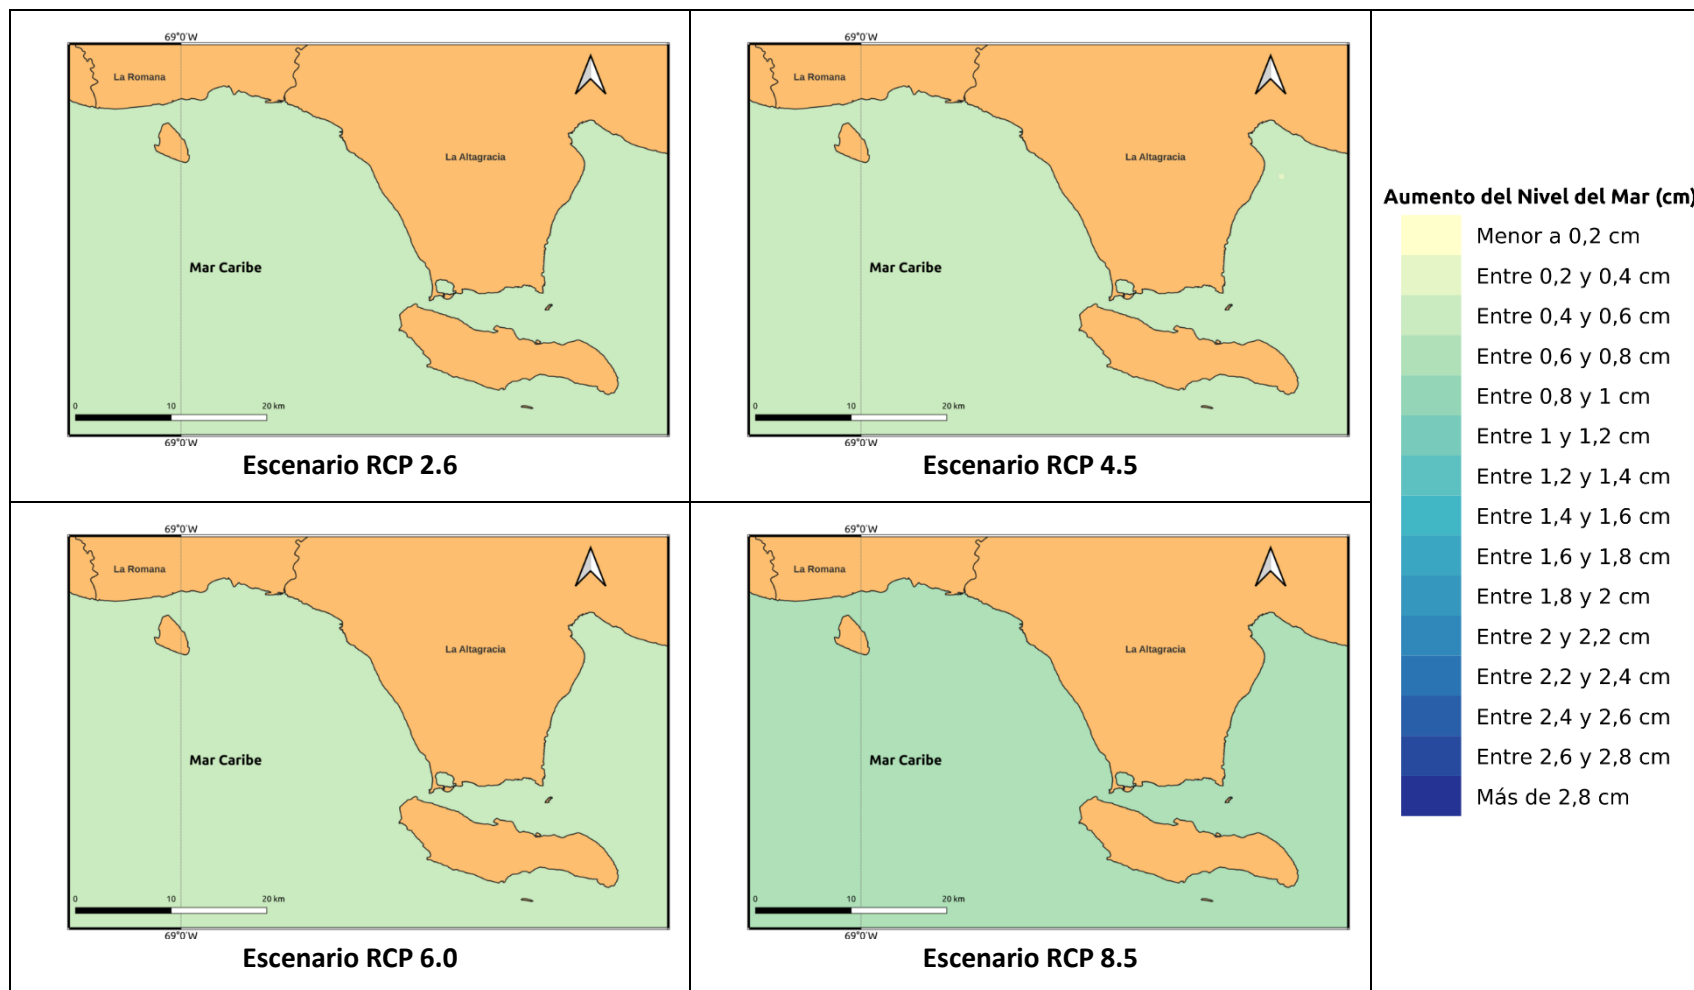 69°0'W
La Romana
La Altagracia
Mar Caribe
0 10 20 km
69°0'W
Escenario RCP 2.6
69°0'W
La Romana
La Altagracia
Mar Caribe
0 10 20 km
69°0'W
Escenario RCP 4.5
69°0'W
La Romana
La Altagracia
Mar Caribe
0 10 20 km
69°0'W
Escenario RCP 6.0
69°0'W
La Romana
La Altagracia
Mar Caribe
0 10 20 km
69°0'W
Escenario RCP 8.5
Aumento del Nivel del Mar (cm)
Menor a 0,2 cm
Entre 0,2 y 0,4 cm
Entre 0,4 y 0,6 cm
Entre 0,6 y 0,8 cm
Entre 0,8 y 1 cm
Entre 1 y 1,2 cm
Entre 1,2 y 1,4 cm
Entre 1,4 y 1,6 cm
Entre 1,6 y 1,8 cm
Entre 1,8 y 2 cm
Entre 2 y 2,2 cm
Entre 2,2 y 2,4 cm
Entre 2,4 y 2,6 cm
Entre 2,6 y 2,8 cm
Más de 2,8 cm